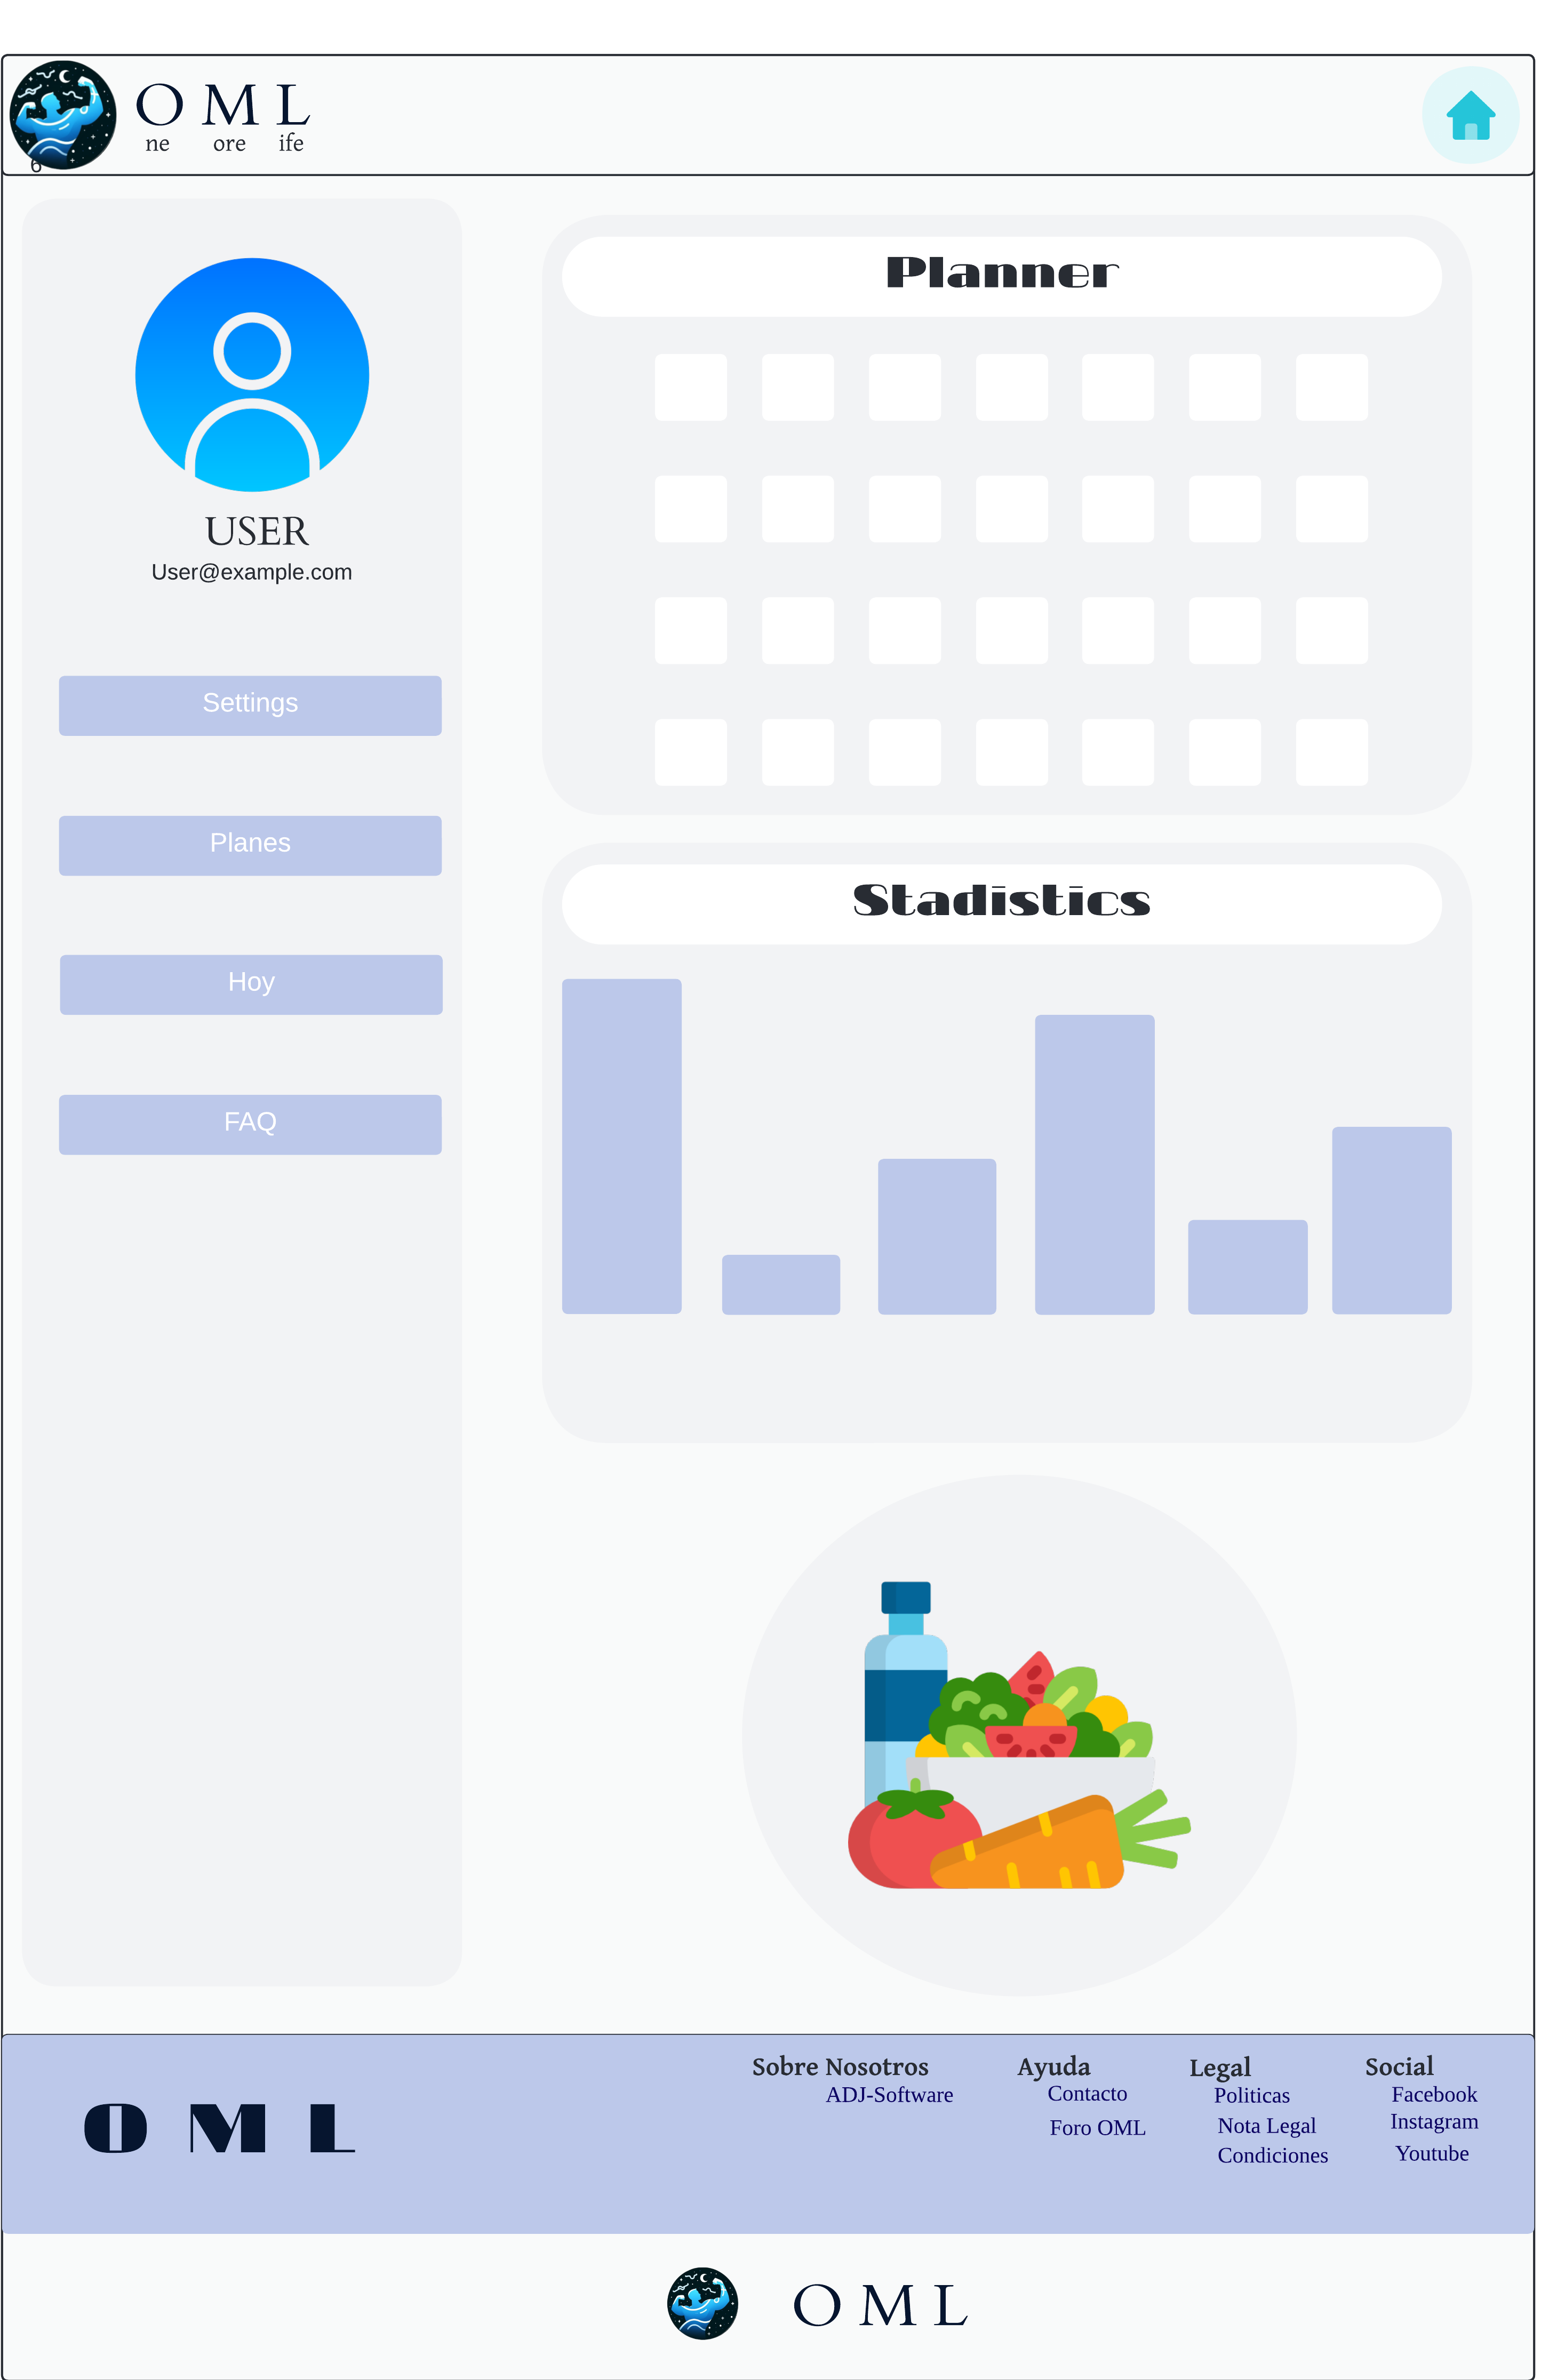 O M L
ne ore ife
6
USER
User@example.com
Settings
Planes
Hoy
FAQ
Planner
Stadistics
O M L
Sobre Nosotros
ADJ-Software
Ayuda
Contacto
Foro OML
Legal
Politicas
Nota Legal
Condiciones
Social
Facebook
Instagram
Youtube
O M L